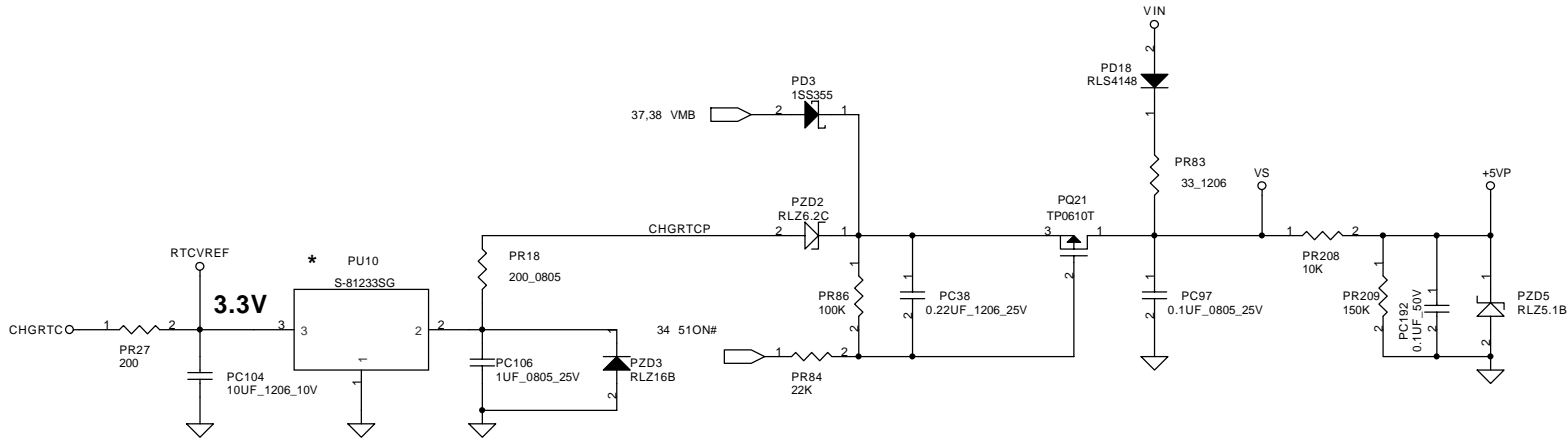 VIN
2
PD18
RLS4148
1
PD3
1SS355
37,38 VMB
2
1
PR83
33_1206
VS
+5VP
PZD2
RLZ6.2C
CHGRTCP
2
1
PQ21
TP0610T
3
1
2
1
2
PR208
10K
RTCVREF
*
PU10
S-81233SG
PR18
200_0805
3.3V
CHGRTC
1
2
PR27
200
3
3
2
2
1
1
PC104
10UF_1206_10V
PC106
1UF_0805_25V
1
PZD3
RLZ16B
2
34 51ON#
1
2
PR84
22K
1
PR86
100K
2
1
PC38
0.22UF_1206_25V
2
1
PC97
0.1UF_0805_25V
2
1
PR209
150K
2
1
PC192
0.1UF_50V
2
1
PZD5
RLZ5.1B
2